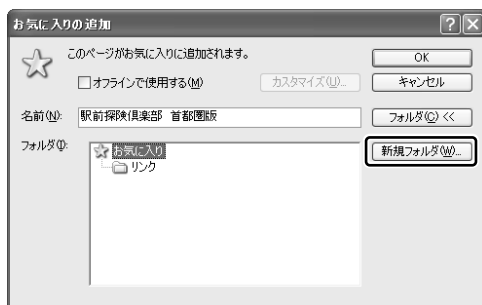 お気に入りの追加
このページがお気に入りに追加されます。
OK
オフラインで使用する(M)
カスタマイズ(U)...
キャンセル
名前(N):
駅前探険倶楽部 首都圏版
フォルダ(C) <<
フォルダ(I):
お気に入り
新規フォルダ(W)...
リンク